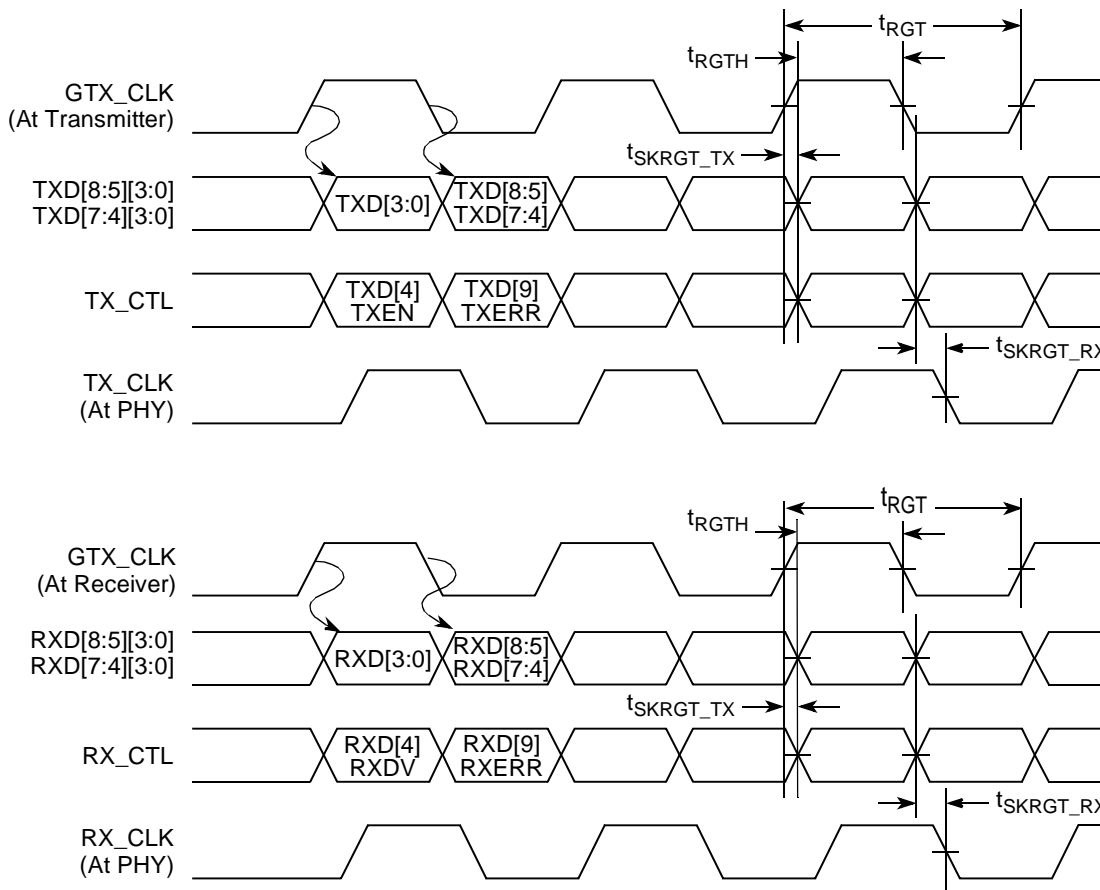 tRGT
tRGTH
GTX_CLK
(At Transmitter)
tSKRGT_TX
TXD[8:5][3:0]
TXD[7:4][3:0]
TXD[3:0]
TXD[8:5]
TXD[7:4]
TX_CTL
TXD[4]
TXEN
TXD[9]
TXERR
tSKRGT_RX
TX_CLK
(At PHY)
tRGT
tRGTH
GTX_CLK
(At Receiver)
RXD[8:5][3:0]
RXD[7:4][3:0]
RXD[3:0]
RXD[8:5]
RXD[7:4]
tSKRGT_TX
RX_CTL
RXD[4]
RXDV
RXD[9]
RXERR
tSKRGT_RX
RX_CLK
(At PHY)